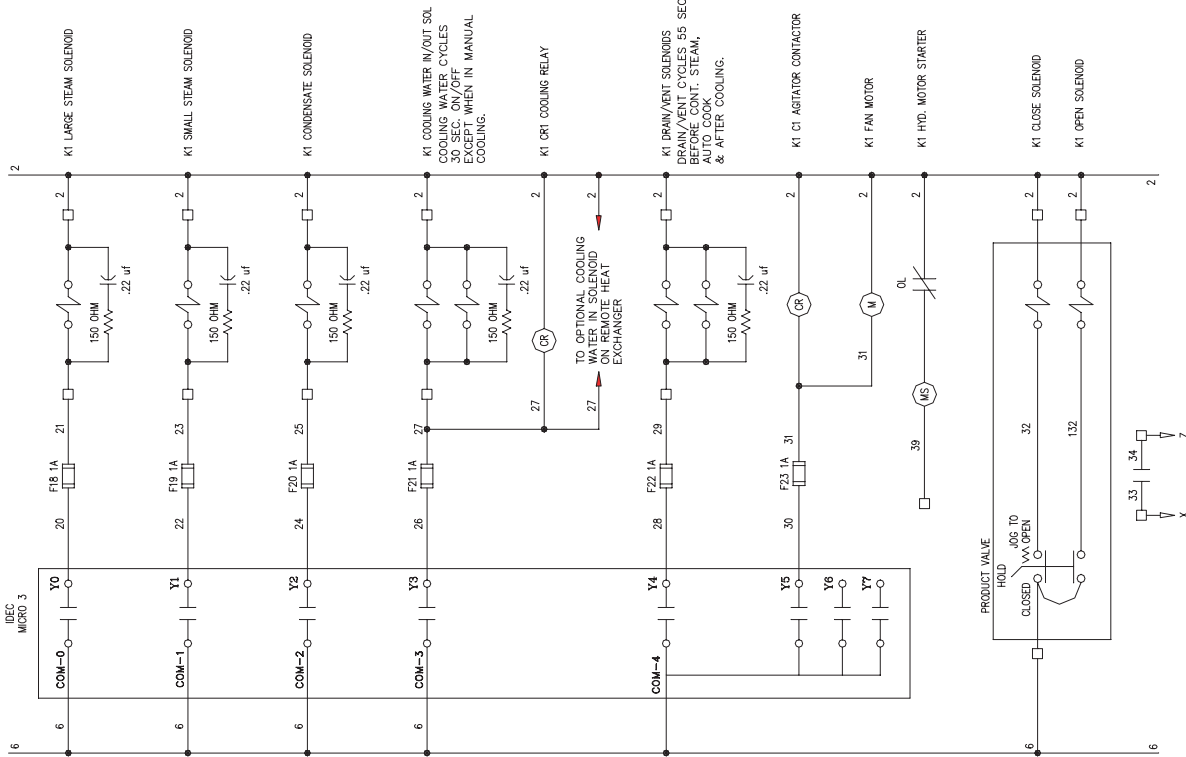 IDEC
MICRO 3
6
6
COM-0
Y0
20
F18 1A
21
150 OHM
.22 uf
2
2
K1 LARGE STEAM SOLENOID
6
COM-1
Y1
22
F19 1A
23
150 OHM
.22 uf
2
K1 SMALL STEAM SOLENOID
6
COM-2
Y2
24
F20 1A
25
150 OHM
.22 uf
2
K1 CONDENSATE SOLENOID
6
COM-3
Y3
26
F21 1A
27
150 OHM
.22 uf
2
K1 COOLING WATER IN/OUT SOL
COOLING WATER CYCLES
30 SEC. ON/OFF
EXCEPT WHEN IN MANUAL
COOLING.
27
CR
2
K1 CR1 COOLING RELAY
27
TO OPTIONAL COOLING
WATER IN SOLENOID
ON REMOTE HEAT
EXCHANGER
2
6
COM-4
Y4
28
F22 1A
29
150 OHM
.22 uf
2
K1 DRAIN/VENT SOLENOIDS
DRAIN/VENT CYCLES 55 SEC
BEFORE CONT. STEAM,
AUTO COOK
& AFTER COOLING.
Y5
30
F23 1A
31
CR
2
K1 C1 AGITATOR CONTACTOR
Y6
Y7
31
M
2
K1 FAN MOTOR
39
MS
OL
2
K1 HYD. MOTOR STARTER
PRODUCT VALVE
HOLD
CLOSED
JOG TO
OPEN
6
32
2
K1 CLOSE SOLENOID
132
2
K1 OPEN SOLENOID
6
2
X
33
34
7